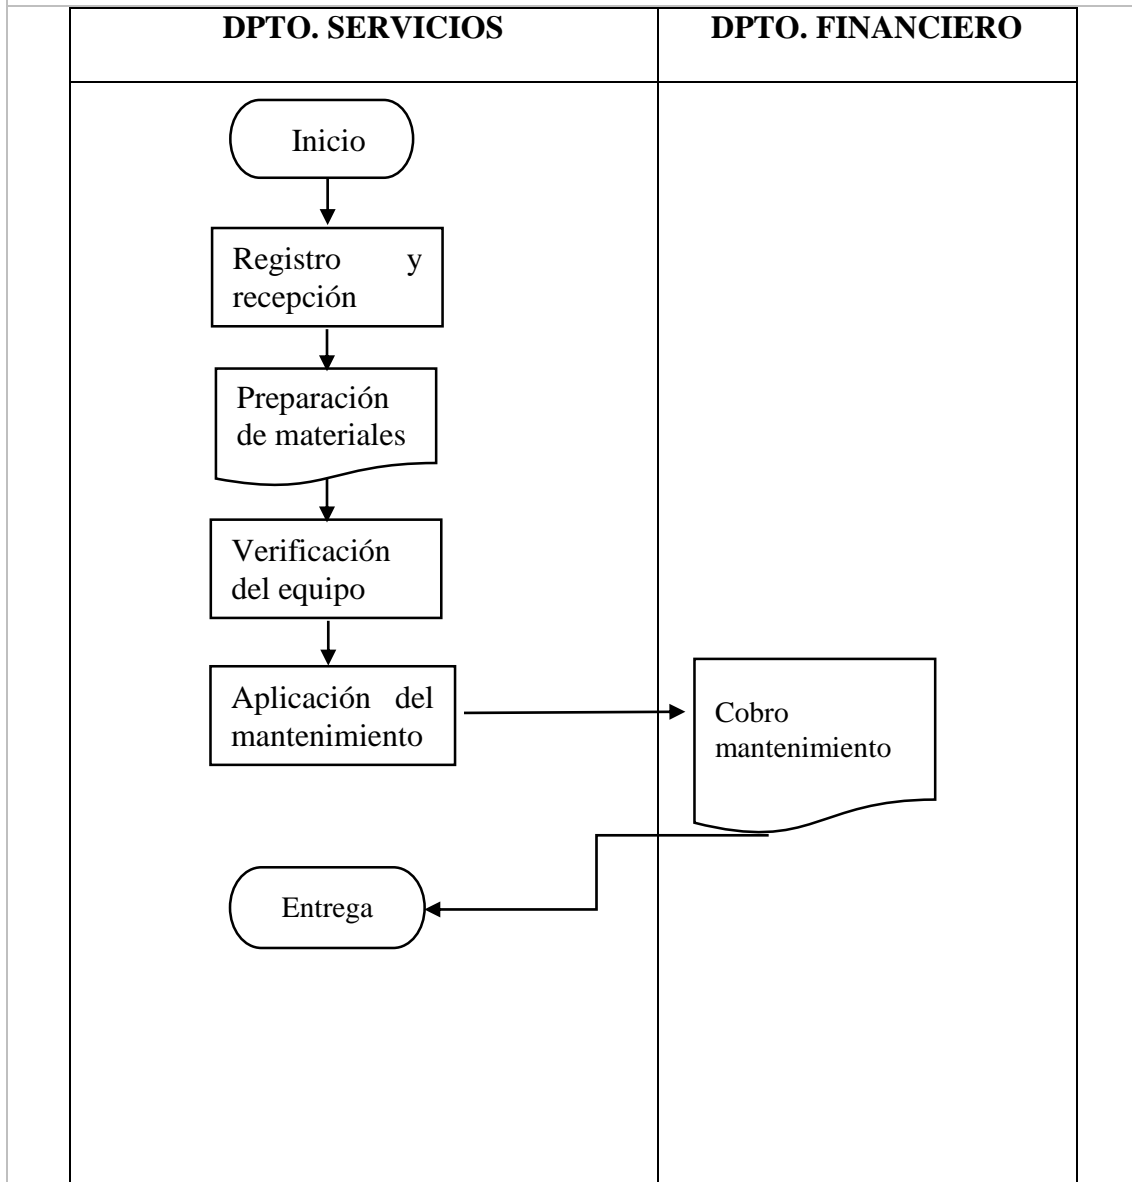 DPTO. SERVICIOS
DPTO. FINANCIERO
Inicio
Registro y
recepción
Preparación
de materiales
Verificación
del equipo
Aplicación del
mantenimiento
Cobro
mantenimiento
Entrega